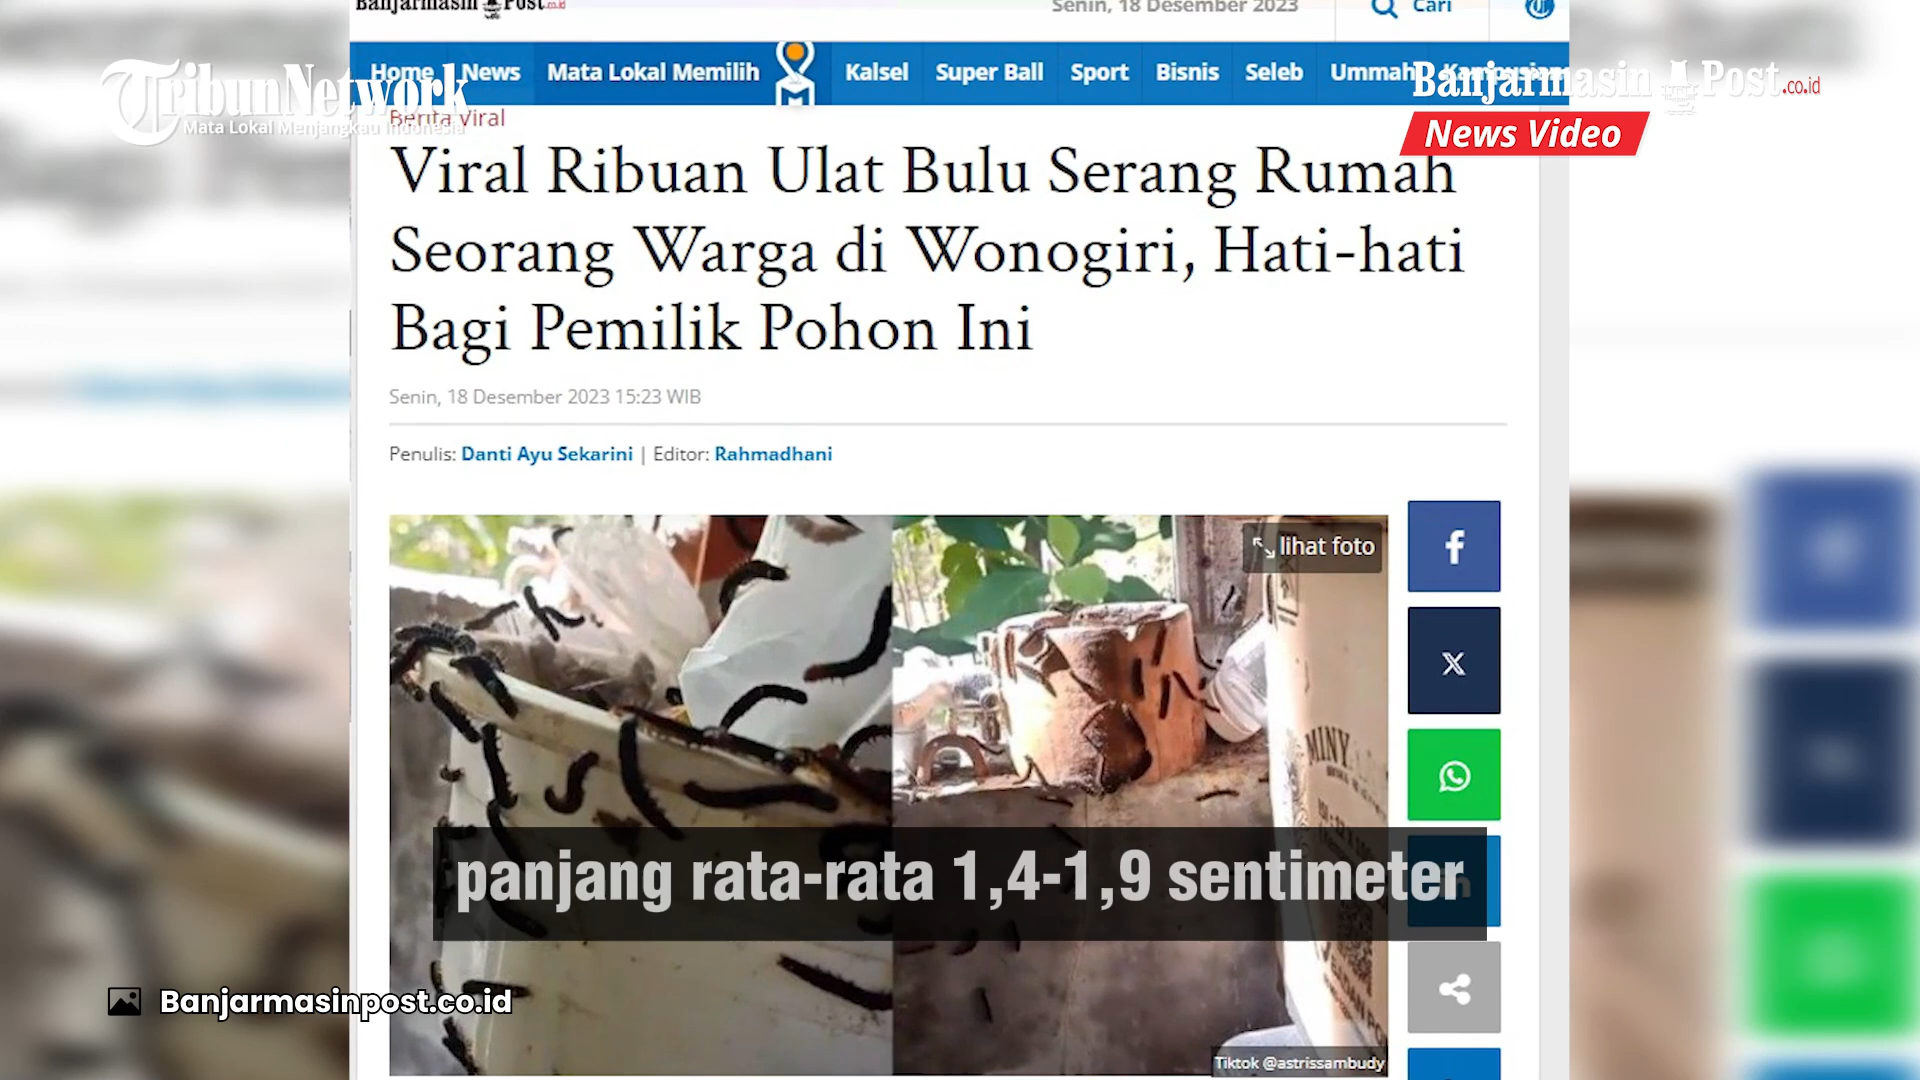 Banjarmasin Post.co.id
Senin, 18 Desember 2023
Cari
Home News Mata Lokal Memilih Kalsel Super Ball Sport Bisnis Seleb Ummah Kampusiana
TribunNetwork
Mata Lokal Menjangkau Indonesia
Banjarmasin Post.co.id
News Video
Berita Viral
Viral Ribuan Ulat Bulu Serang Rumah
Seorang Warga di Wonogiri, Hati-hati
Bagi Pemilik Pohon Ini
Senin, 18 Desember 2023 15:23 WIB
Penulis: Danti Ayu Sekarini | Editor: Rahmadhani
lihat foto
MINY
panjang rata-rata 1,4-1,9 sentimeter
Banjarmasinpost.co.id
Tiktok @astrissambudy